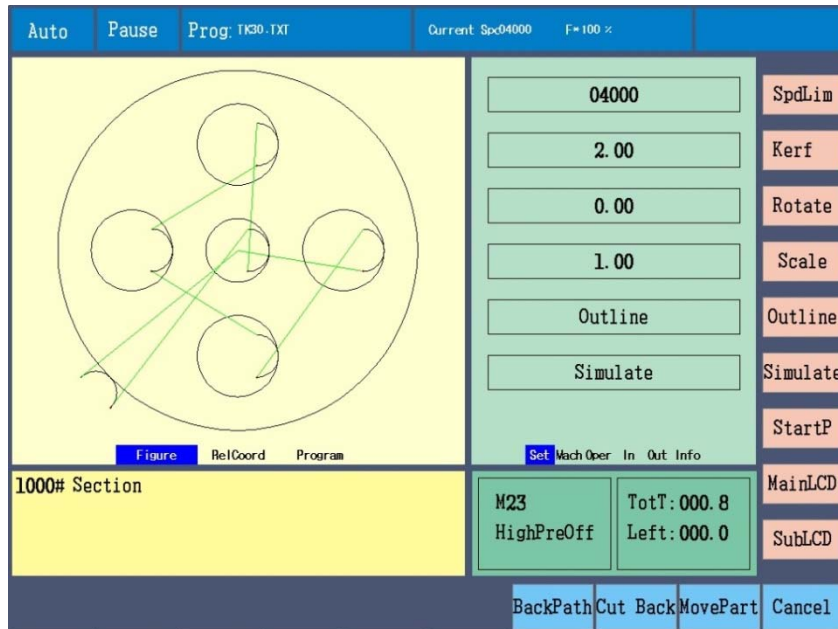 Auto Pause Prog: TK30.TXT Current Spc04000 F=100 %
04000 SpdLim
2.00 Kerf
0.00 Rotate
1.00 Scale
Outline Outline
Simulate Simulate
StartP
Figure RelCoord Program Set Mach Oper In Out Info
1000# Section MainLCD
M23 TotT:000.8
HighPreOff Left:000.0 SubLCD
BackPath Cut Back MovePart Cancel